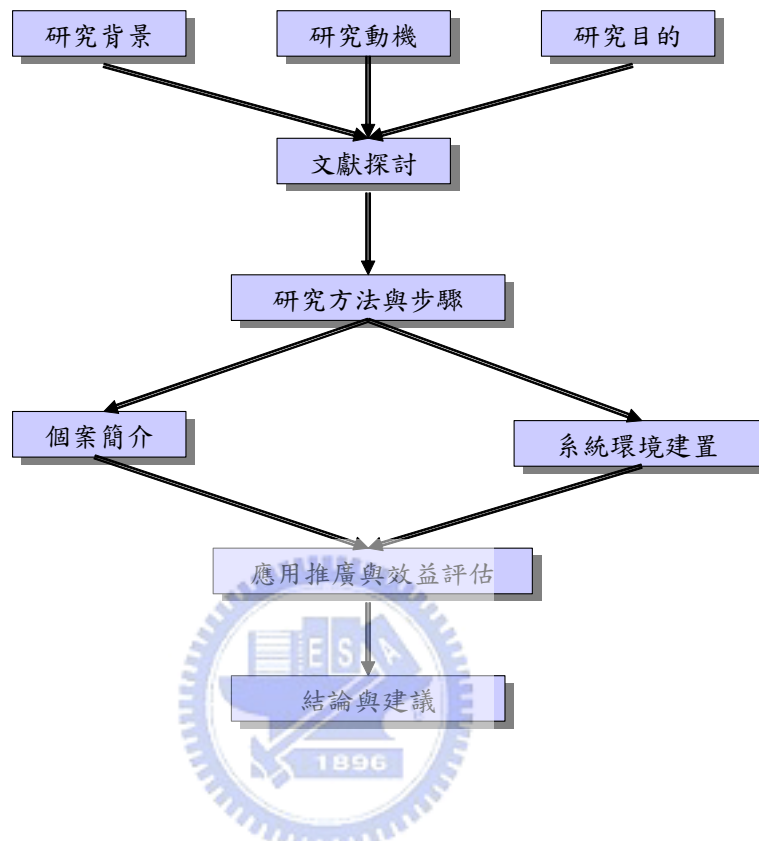 研究背景
研究動機
研究目的
文獻探討
研究方法與步驟
個案簡介
系統環境建置
應用推廣與效益評估
結論與建議
ESA
1896